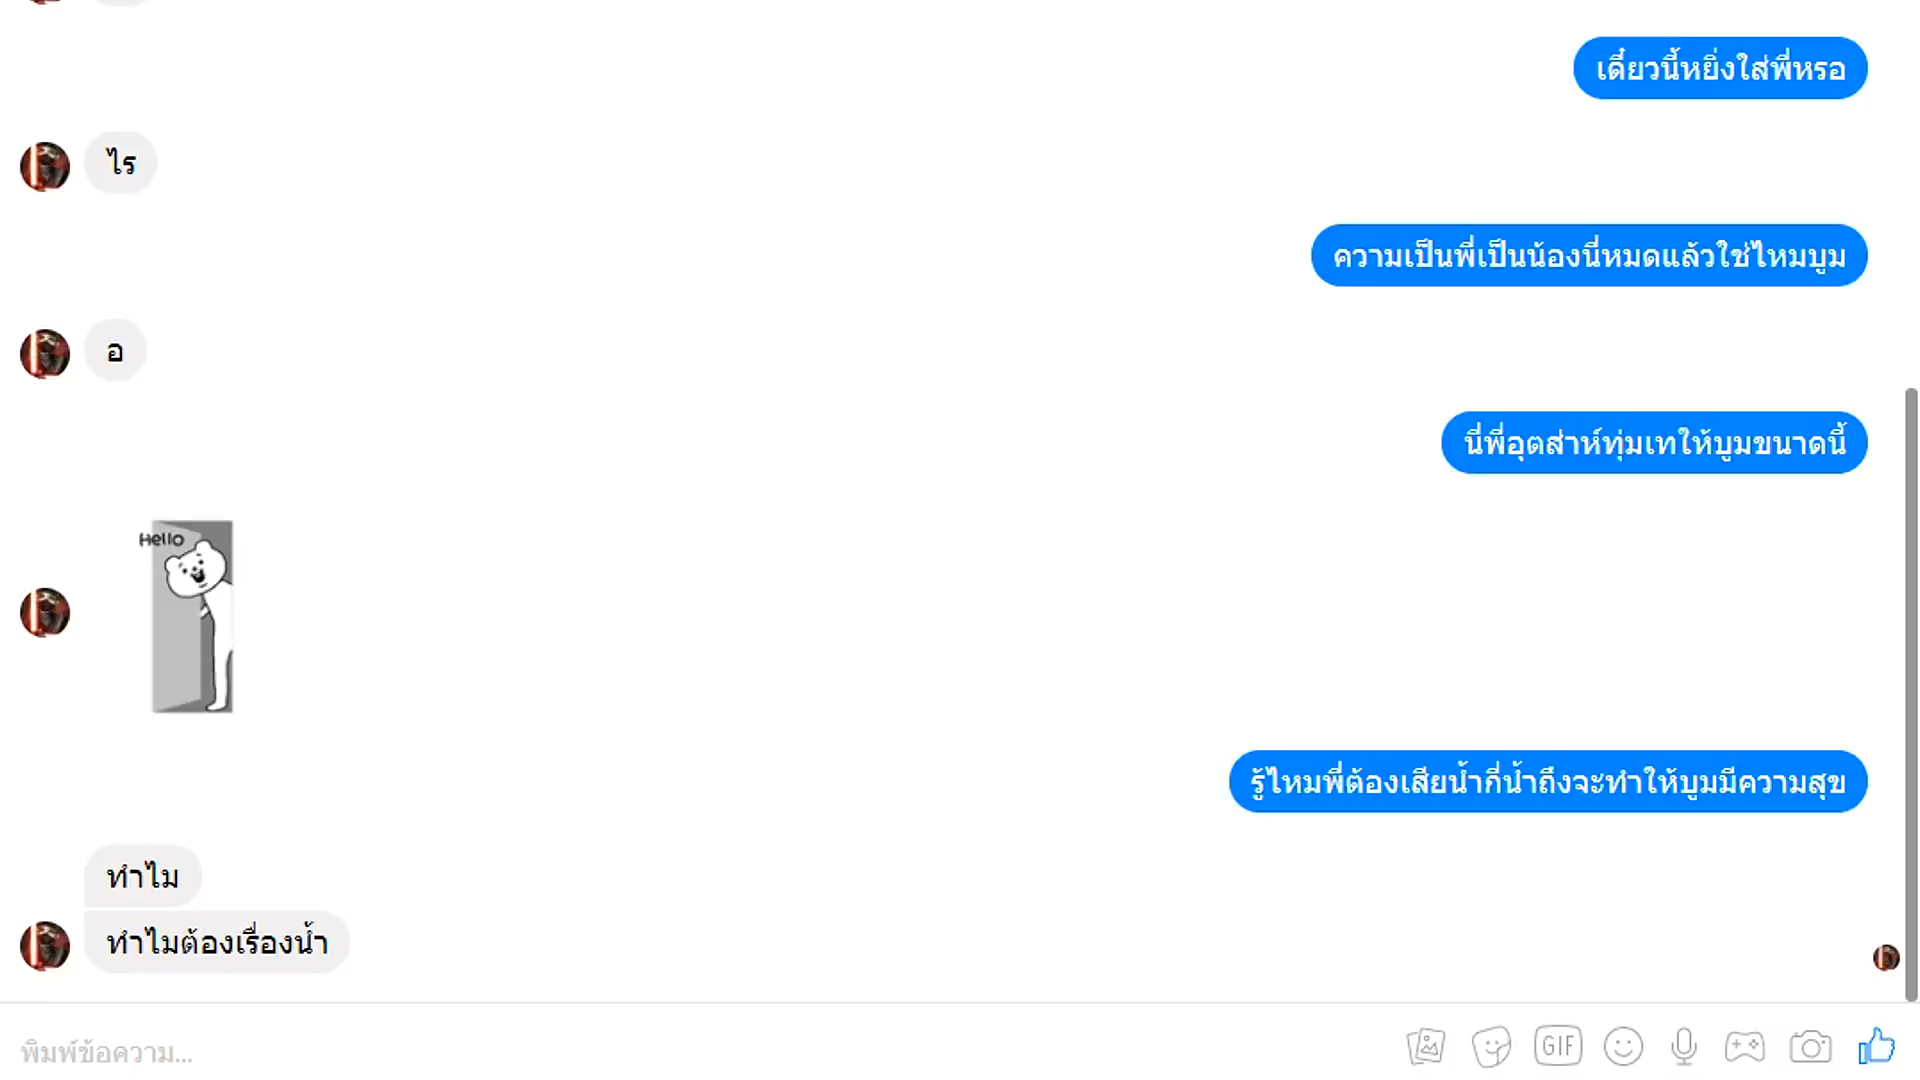 เดี๋ยวนี้หยิ่งใส่พี่หรอ
ไร
ความเป็นพี่เป็นน้องนี่หมดแล้วใช่ไหมบูม
อ
นี่พี่อุตส่าห์ทุ่มเทให้บูมขนาดนี้
Hello
รู้ไหมพี่ต้องเสียน้ำกี่น้ำถึงจะทำให้บูมมีความสุข
ทำไม
ทำไมต้องเรื่องน้ำ
พิมพ์ข้อความ...
GIF